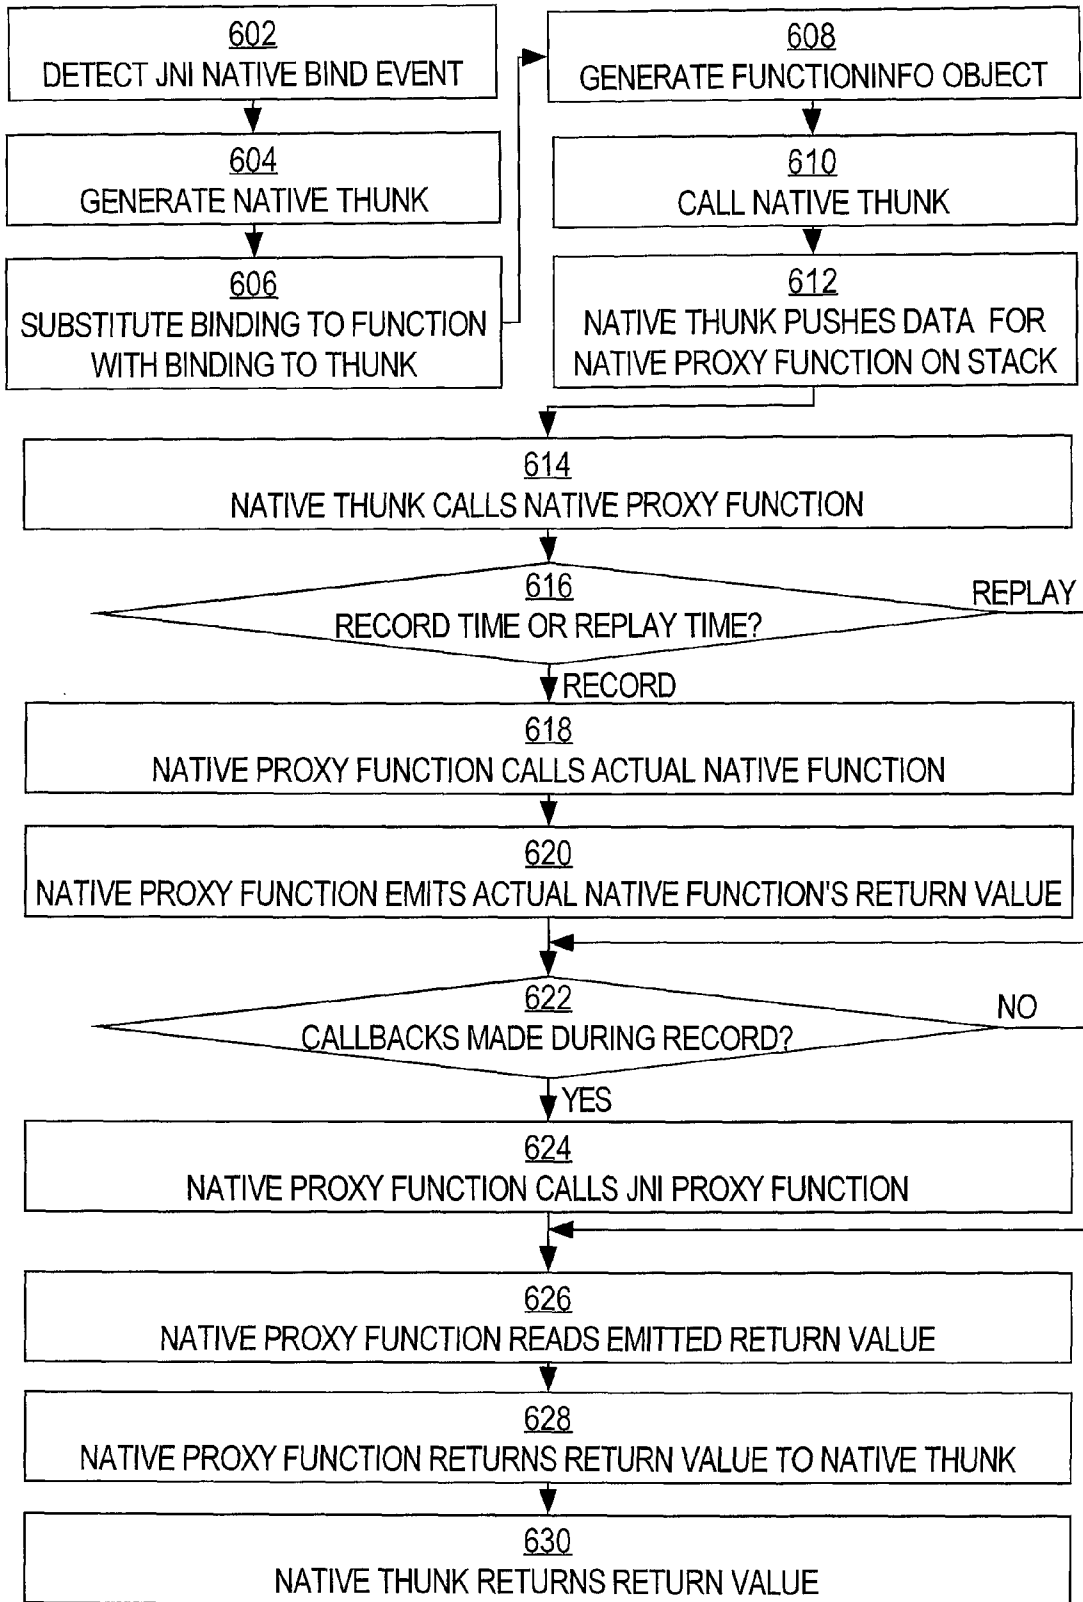 602
DETECT JNI NATIVE BIND EVENT
604
GENERATE NATIVE THUNK
606
SUBSTITUTE BINDING TO FUNCTION
WITH BINDING TO THUNK
608
GENERATE FUNCTIONINFO OBJECT
610
CALL NATIVE THUNK
612
NATIVE THUNK PUSHES DATA FOR
NATIVE PROXY FUNCTION ON STACK
614
NATIVE THUNK CALLS NATIVE PROXY FUNCTION
616
RECORD TIME OR REPLAY TIME?
REPLAY
RECORD
618
NATIVE PROXY FUNCTION CALLS ACTUAL NATIVE FUNCTION
620
NATIVE PROXY FUNCTION EMITS ACTUAL NATIVE FUNCTION'S RETURN VALUE
622
CALLBACKS MADE DURING RECORD?
NO
YES
624
NATIVE PROXY FUNCTION CALLS JNI PROXY FUNCTION
626
NATIVE PROXY FUNCTION READS EMITTED RETURN VALUE
628
NATIVE PROXY FUNCTION RETURNS RETURN VALUE TO NATIVE THUNK
630
NATIVE THUNK RETURNS RETURN VALUE